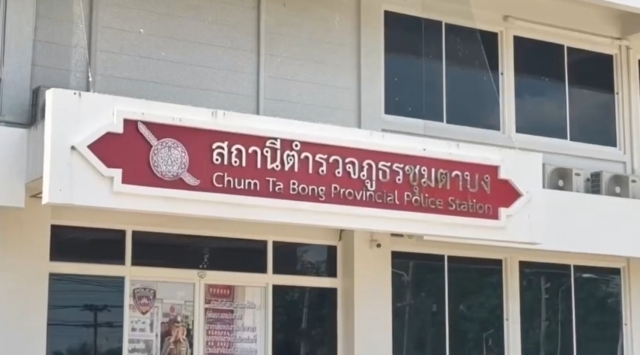 สถานีตำรวจภูธรชุมตาบง
Chum Ta Bong Provincial Police Station